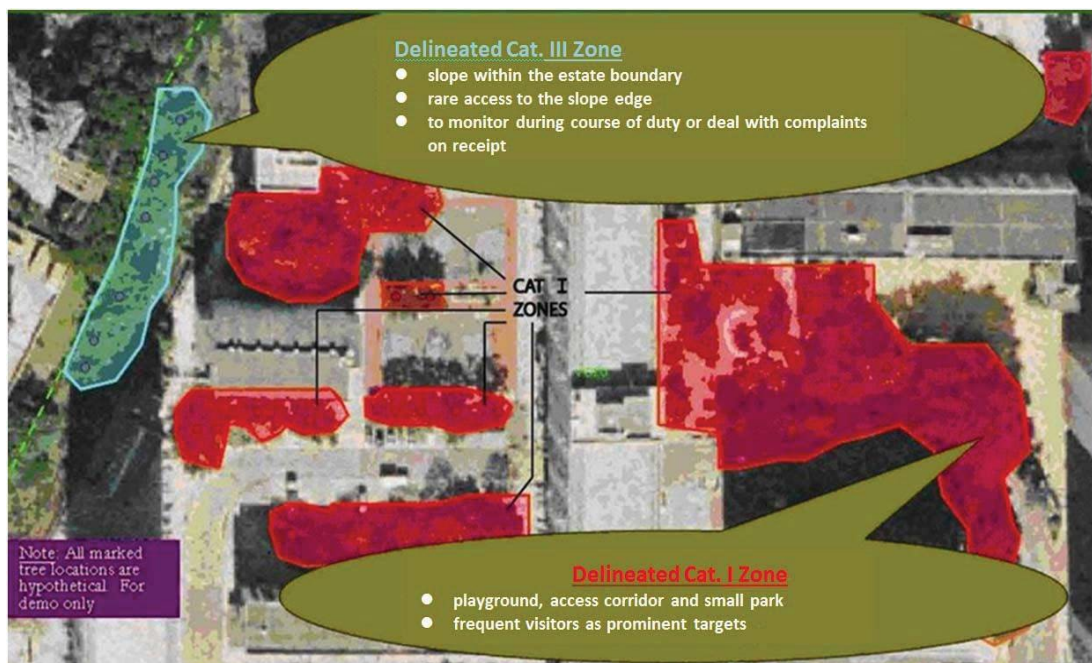 Delineated Cat. III Zone
● slope within the estate boundary
● rare access to the slope edge
● to monitor during course of duty or deal with complaints
on receipt
CAT I
ZONES
Note: All marked
tree locations are
hypothetical. For
demo only
Delineated Cat. I Zone
● playground, access corridor and small park
● frequent visitors as prominent targets